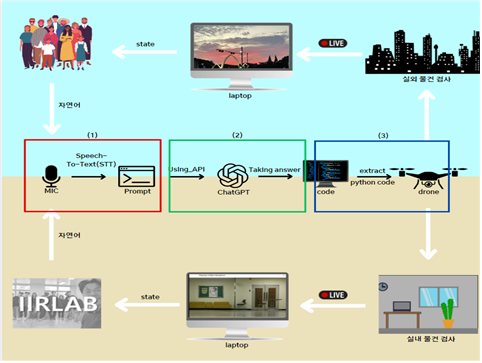 state
LIVE
laptop
실외 물건 검사
자연어
(1)
(2)
(3)
Speech-
To-Text(STT)
Using_API
Taking answer
extract
python code
MIC
Prompt
ChatGPT
code
drone
자연어
IIRLAB
state
LIVE
laptop
실내 물건 검사